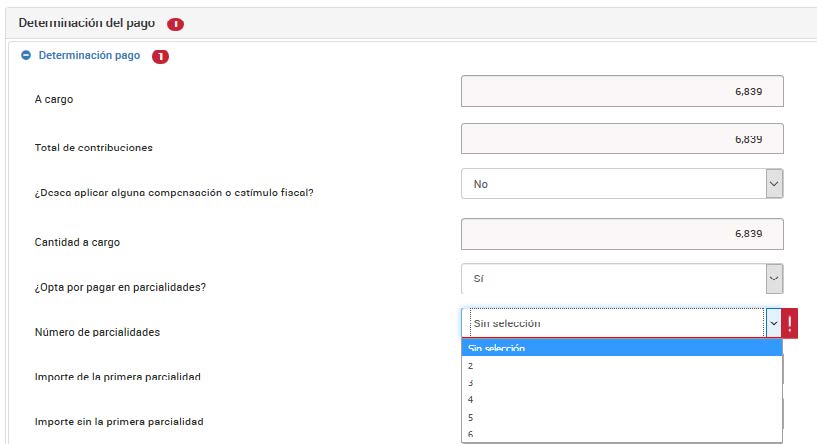 Determinación del pago 1
Determinación pago 1
A cargo 6,839
Total de contribuciones 6,839
¿Desea aplicar alguna compensación o estímulo fiscal? No
Cantidad a cargo 6,839
¿Opta por pagar en parcialidades? Sí
Número de parcialidades Sin selección !
Sin selección
2
Importe de la primera parcialidad
3
4
Importe sin la primera parcialidad
5
6